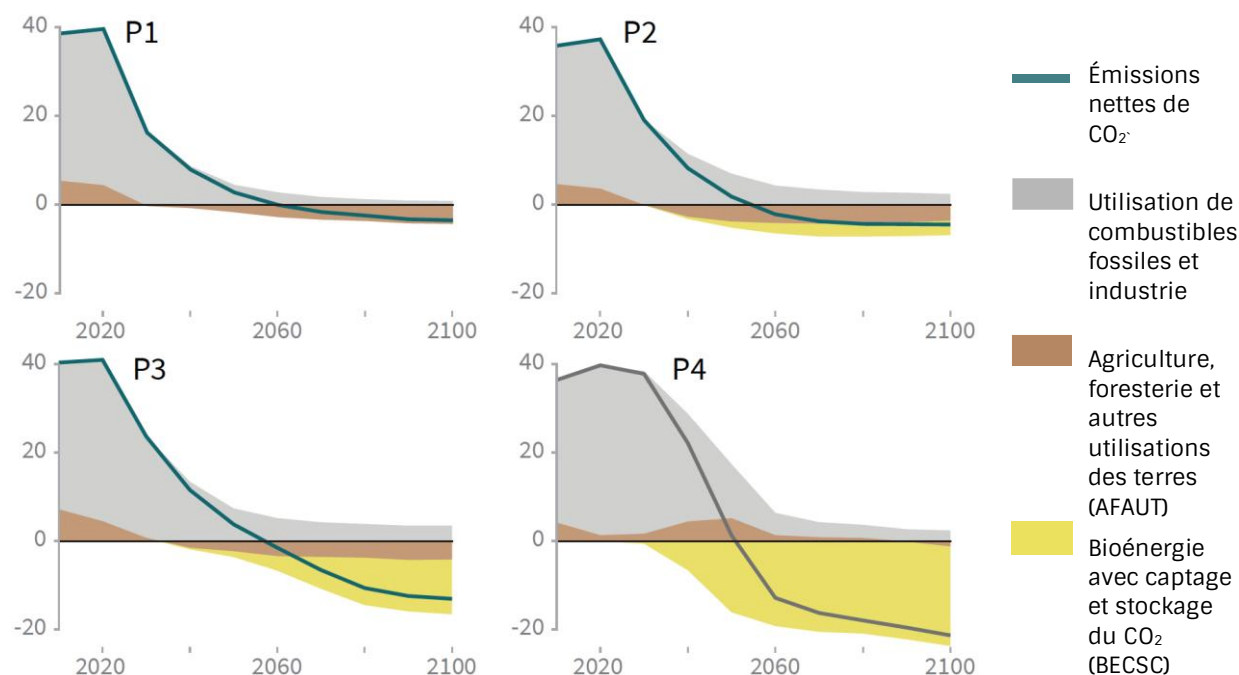 40
P1
20
0
-20
2020
2060
2100
40
P2
20
0
-20
2020
2060
2100
40
P3
20
0
-20
2020
2060
2100
40
P4
20
0
-20
2020
2060
2100
Émissions
nettes de
CO₂`
Utilisation de
combustibles
fossiles et
industrie
Agriculture,
foresterie et
autres
utilisations
des terres
(AFAUT)
Bioénergie
avec captage
et stockage
du CO₂
(BECSC)